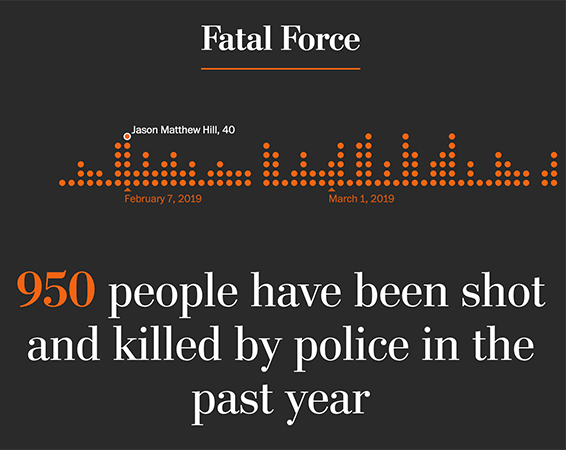 Fatal Force
Jason Matthew Hill, 40
February 7, 2019
March 1, 2019
950 people have been shot
and killed by police in the
past year